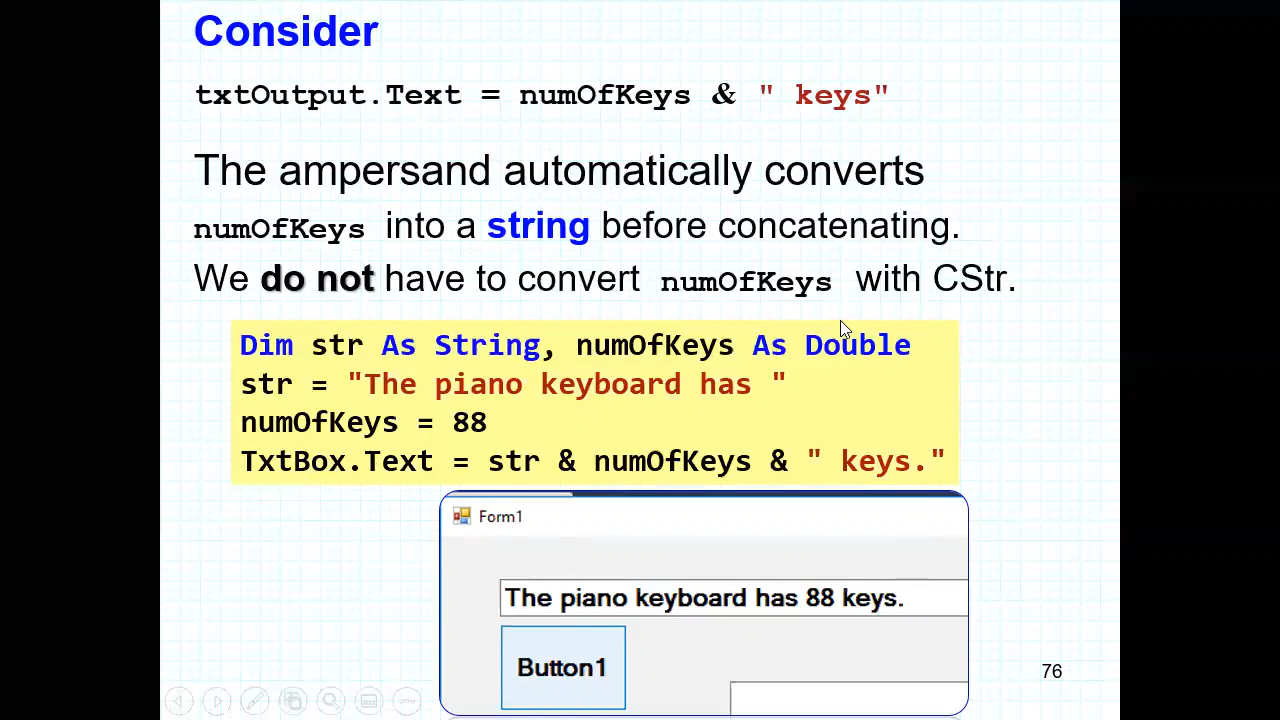 Consider
txtOutput.Text = numOfKeys & " keys"
The ampersand automatically converts
numOfKeys into a string before concatenating.
We do not have to convert numOfKeys with CStr.
Dim str As String, numOfKeys As Double
str = "The piano keyboard has "
numOfKeys = 88
TxtBox.Text = str & numOfKeys & " keys."
Form1
The piano keyboard has 88 keys.
Button1
76